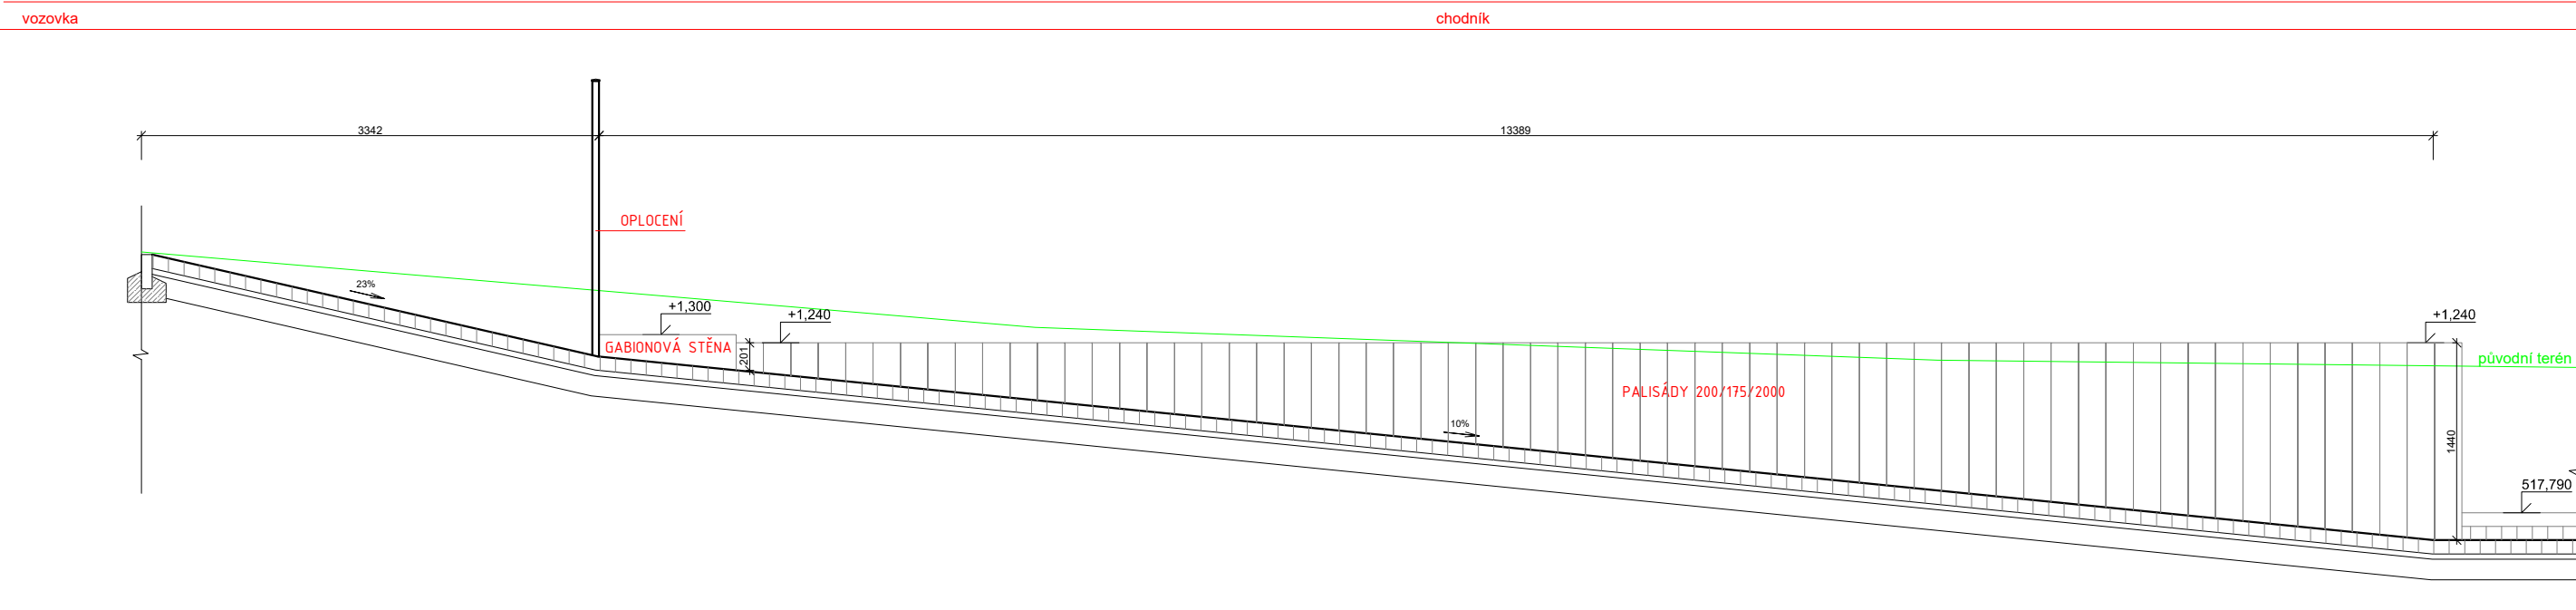 vozovka
chodník
3342
13389
OPLOCENÍ
23%
+1,300
+1,240
+1,240
GABIONOVÁ STĚNA
201
původní terén
PALISÁDY 200/175/2000
10%
1440
517,790